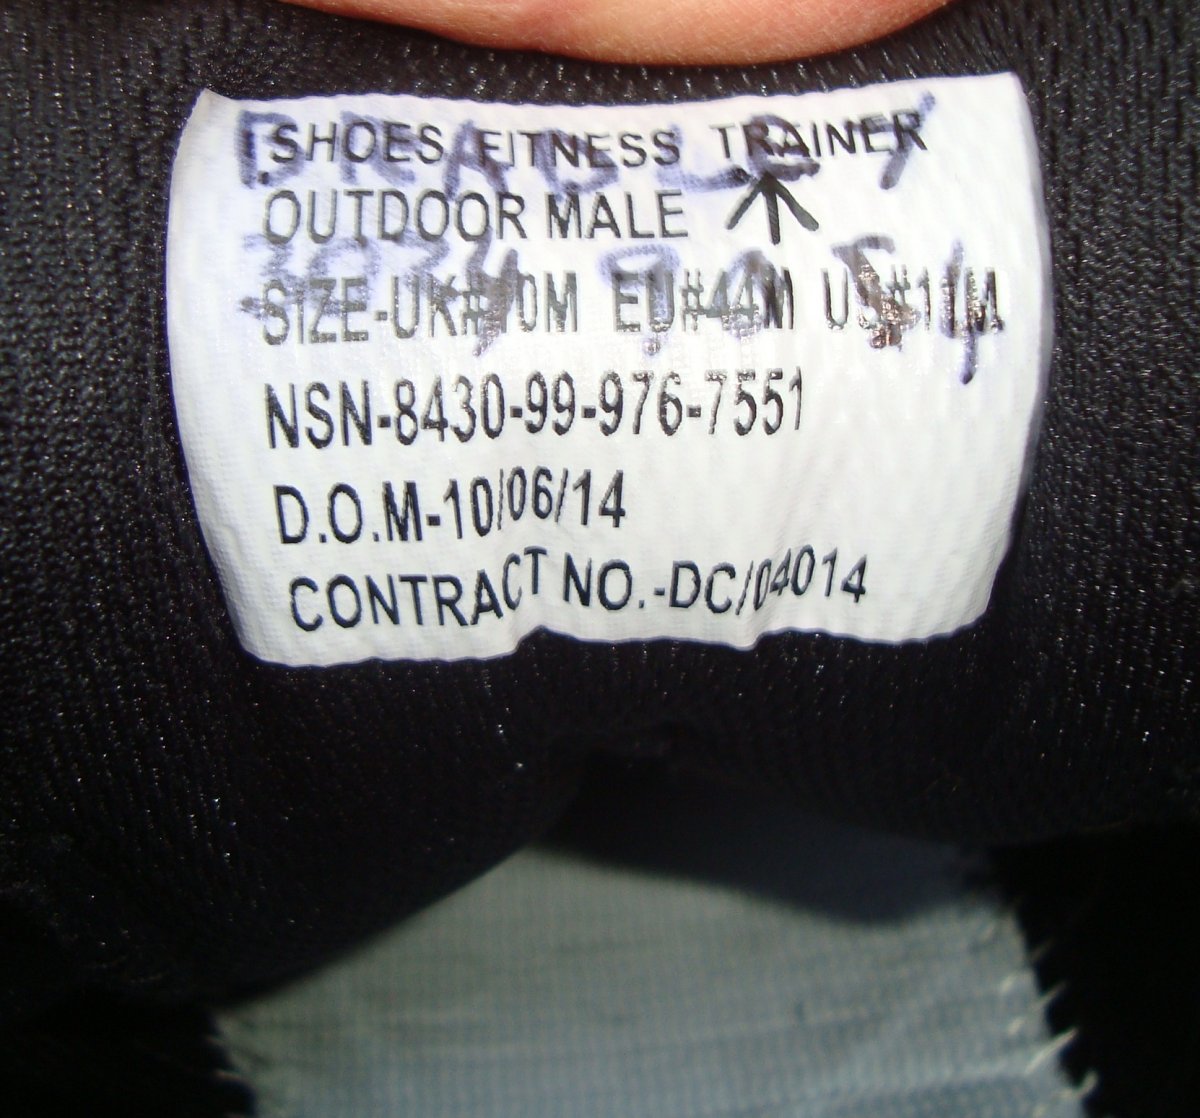 SHOES FITNESS TRAINER
BRADLEY
OUTDOOR MALE
SIZE-UK#10M EU#44M US#11M
NSN-8430-99-976-7551
D.O.M-10/06/14
CONTRACT NO.-DC/04014